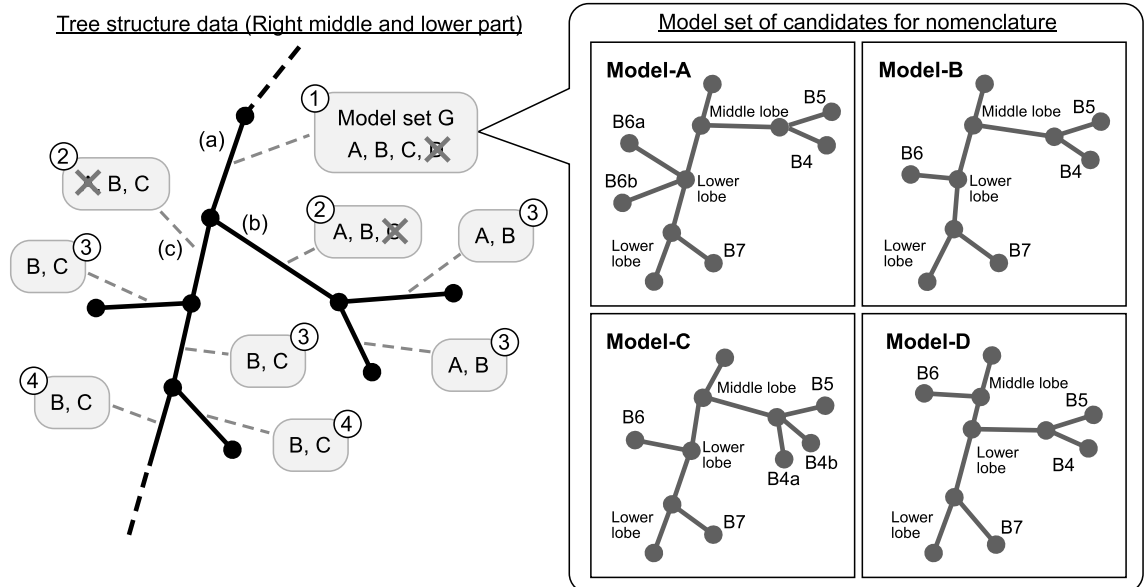 Tree structure data (Right middle and lower part)
1
Model set G
A, B, C, D
(a)
2
A, B, C
(b)
2
A, B, C
3
A, B
(c)
3
B, C
3
B, C
3
A, B
4
B, C
4
B, C
Model set of candidates for nomenclature
Model-A
Middle lobe
B5
B4
B6a
B6b
Lower
lobe
Lower
lobe
B7
Model-B
Middle lobe
B5
B4
B6
Lower
lobe
Lower
lobe
B7
Model-C
Middle lobe
B5
B6
B4b
B4a
Lower
lobe
Lower
lobe
B7
Model-D
B6
Middle lobe
B5
B4
Lower
lobe
Lower
lobe
B7